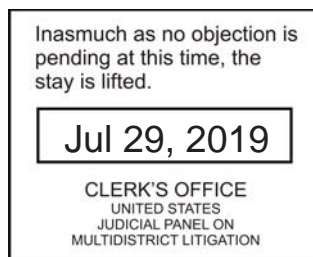 Inasmuch as no objection is
pending at this time, the
stay is lifted.
Jul 29, 2019
CLERK'S OFFICE
UNITED STATES
JUDICIAL PANEL ON
MULTIDISTRICT LITIGATION